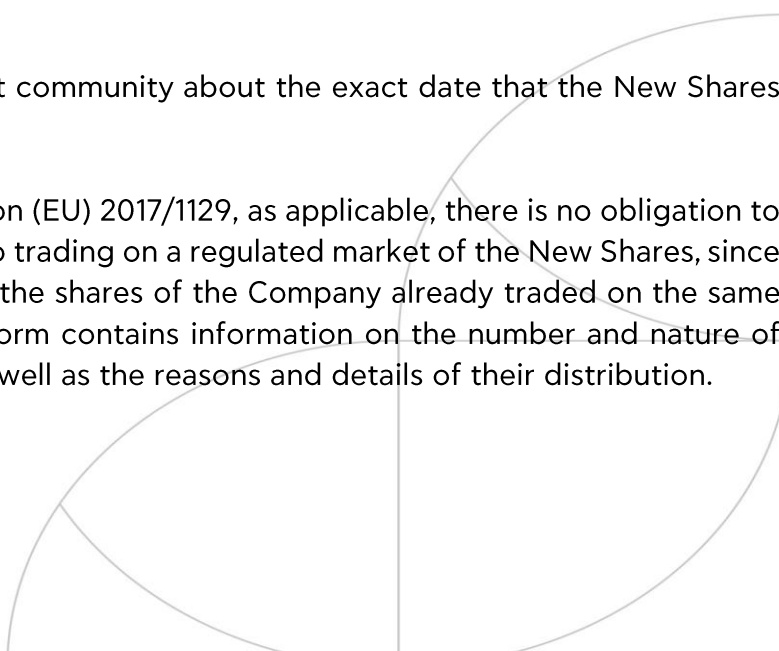 community about the exact date that the New Shares
(EU) 2017/1129, as applicable, there is no obligation to
trading on a regulated market of the New Shares, since
the shares of the Company already traded on the same
contains information on the number and nature of
well as the reasons and details of their distribution.